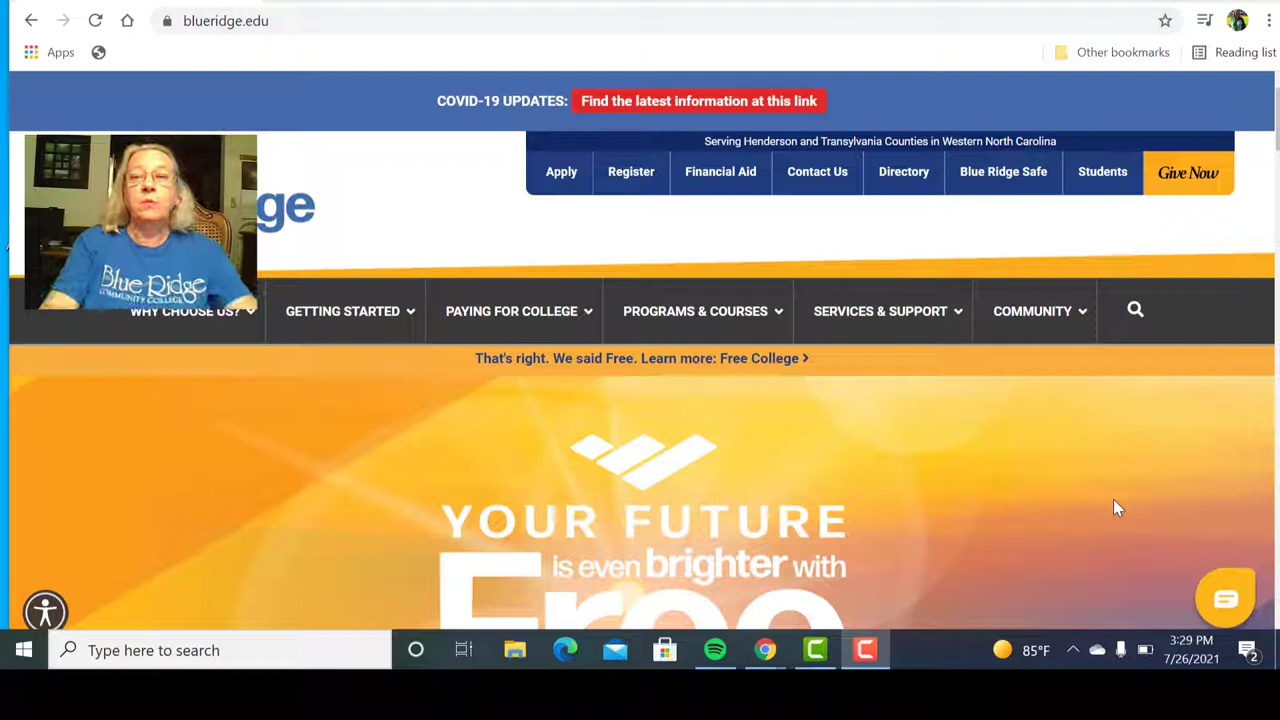 blueridge.edu
Apps
Other bookmarks
Reading list
COVID-19 UPDATES: Find the latest information at this link
Serving Henderson and Transylvania Counties in Western North Carolina
Apply Register Financial Aid Contact Us Directory Blue Ridge Safe Students Give Now
ge
Blue Ridge
COMMUNITY COLLEGE
WHY CHOOSE US? GETTING STARTED PAYING FOR COLLEGE PROGRAMS & COURSES SERVICES & SUPPORT COMMUNITY
That's right. We said Free. Learn more: Free College >
YOUR FUTURE
is even brighter with
Free
Type here to search
85°F
3:29 PM
7/26/2021
2